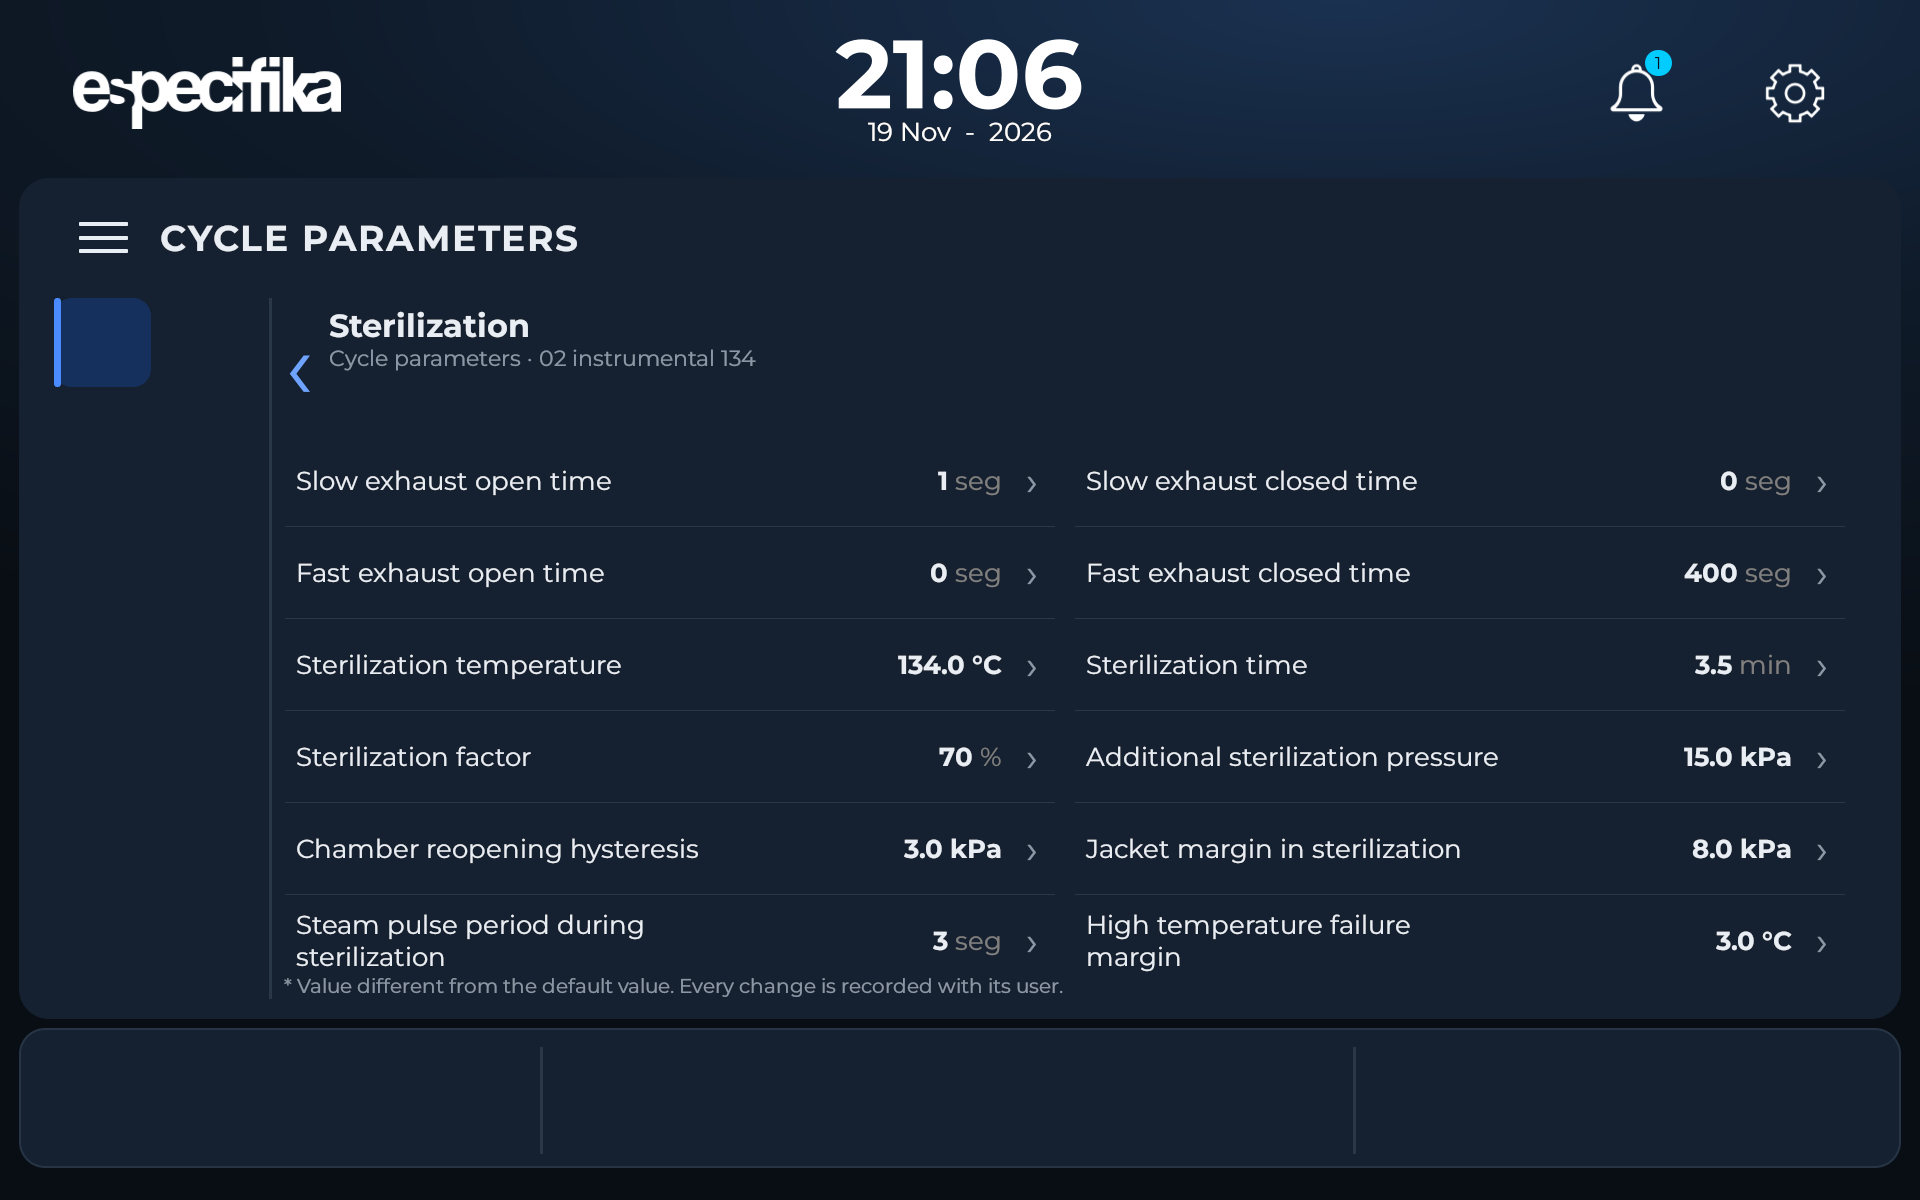 especifika
21:06
19 Nov - 2026
1
CYCLE PARAMETERS
Sterilization
Cycle parameters · 02 instrumental 134
Slow exhaust open time 1 seg
Slow exhaust closed time 0 seg
Fast exhaust open time 0 seg
Fast exhaust closed time 400 seg
Sterilization temperature 134.0 °C
Sterilization time 3.5 min
Sterilization factor 70 %
Additional sterilization pressure 15.0 kPa
Chamber reopening hysteresis 3.0 kPa
Jacket margin in sterilization 8.0 kPa
Steam pulse period during
sterilization 3 seg
High temperature failure
margin 3.0 °C
* Value different from the default value. Every change is recorded with its user.